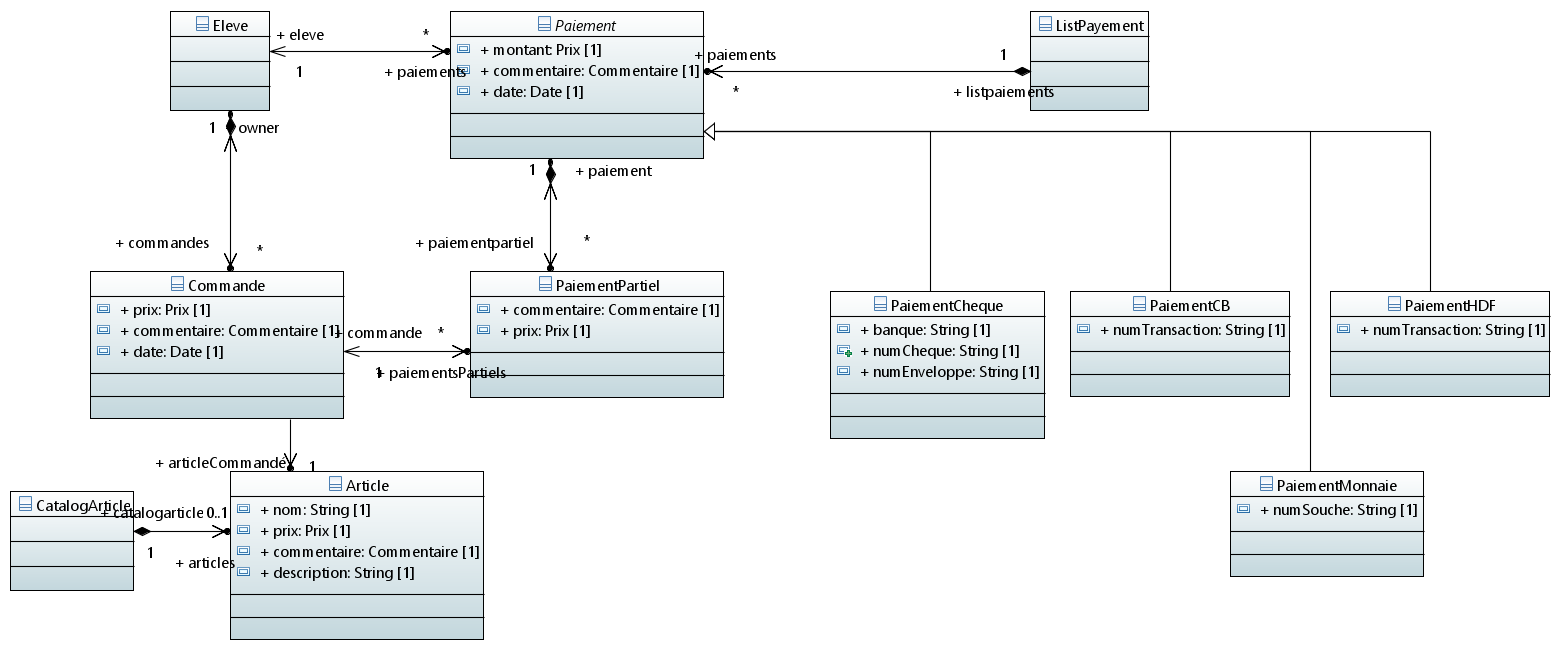 Eleve
+ eleve
1
*
+ paiements
Paiement
+ montant: Prix [1]
+ commentaire: Commentaire [1]
+ date: Date [1]
+ paiements
*
1
+ listpaiements
ListPayement
1
owner
+ commandes
*
1
+ paiement
+ paiementpartiel
*
Commande
+ prix: Prix [1]
+ commentaire: Commentaire [1]
+ date: Date [1]
+ commande
*
1
+ paiementsPartiels
PaiementPartiel
+ commentaire: Commentaire [1]
+ prix: Prix [1]
PaiementCheque
+ banque: String [1]
+ numCheque: String [1]
+ numEnveloppe: String [1]
PaiementCB
+ numTransaction: String [1]
PaiementHDF
+ numTransaction: String [1]
+ articleCommande
1
CatalogArticle
+ catalogarticle
0..1
1
+ articles
Article
+ nom: String [1]
+ prix: Prix [1]
+ commentaire: Commentaire [1]
+ description: String [1]
PaiementMonnaie
+ numSouche: String [1]